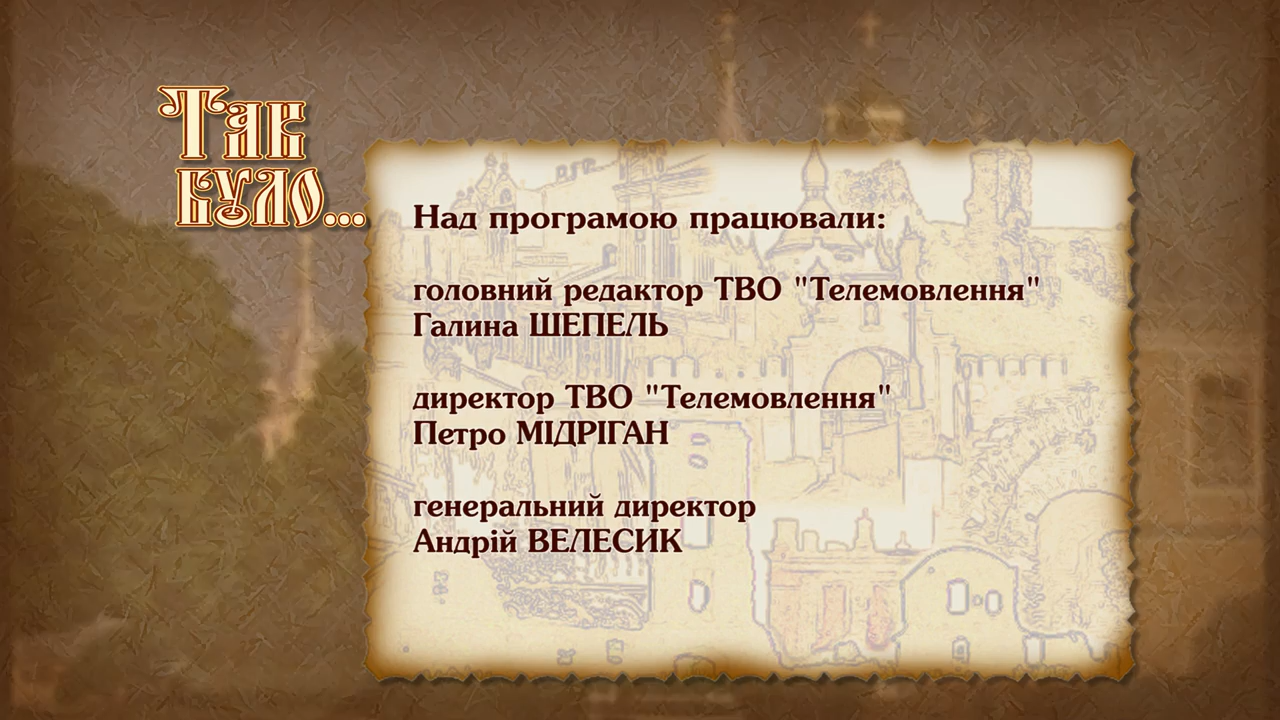 Так
було...
Над програмою працювали:
головний редактор ТВО "Телемовлення"
Галина ШЕПЕЛЬ
директор ТВО "Телемовлення"
Петро МІДРІГАН
генеральний директор
Андрій ВЕЛЕСИК